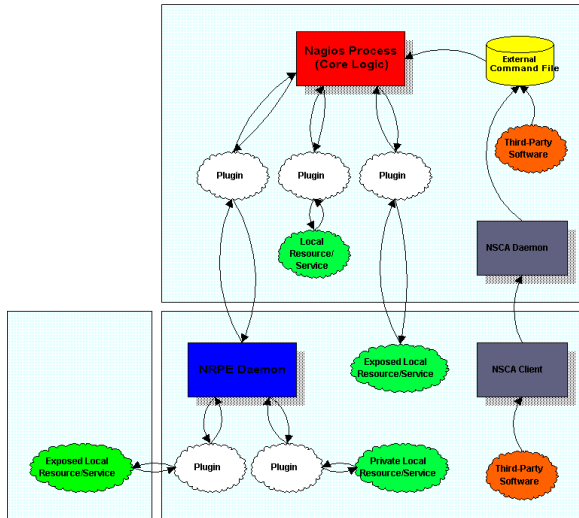 Nagios Process
(Core Logic)
External
Command File
Third-Party
Software
Plugin
Plugin
Plugin
Local
Resource/
Service
NSCA Daemon
NRPE Daemon
Exposed Local
Resource/Service
NSCA Client
Exposed Local
Resource/Service
Plugin
Plugin
Private Local
Resource/Service
Third-Party
Software